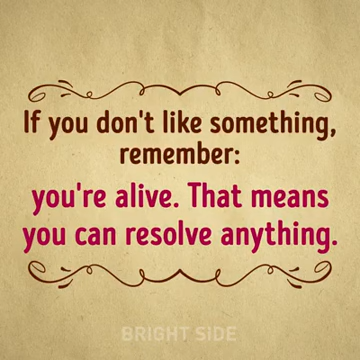 If you don't like something,
remember:
you're alive. That means
you can resolve anything.
BRIGHT SIDE